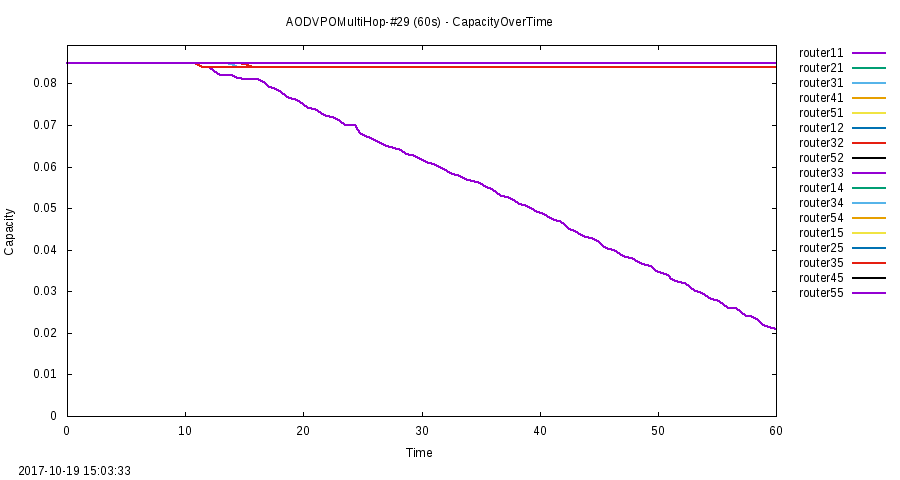 AODVPOMultiHop-#29 (60s) - CapacityOverTime
router11
router21
router31
router41
router51
router12
router32
router52
router33
router14
router34
router54
router15
router25
router35
router45
router55
0.08
0.07
0.06
0.05
0.04
0.03
0.02
0.01
0
Capacity
0 10 20 30 40 50 60
Time
2017-10-19 15:03:33